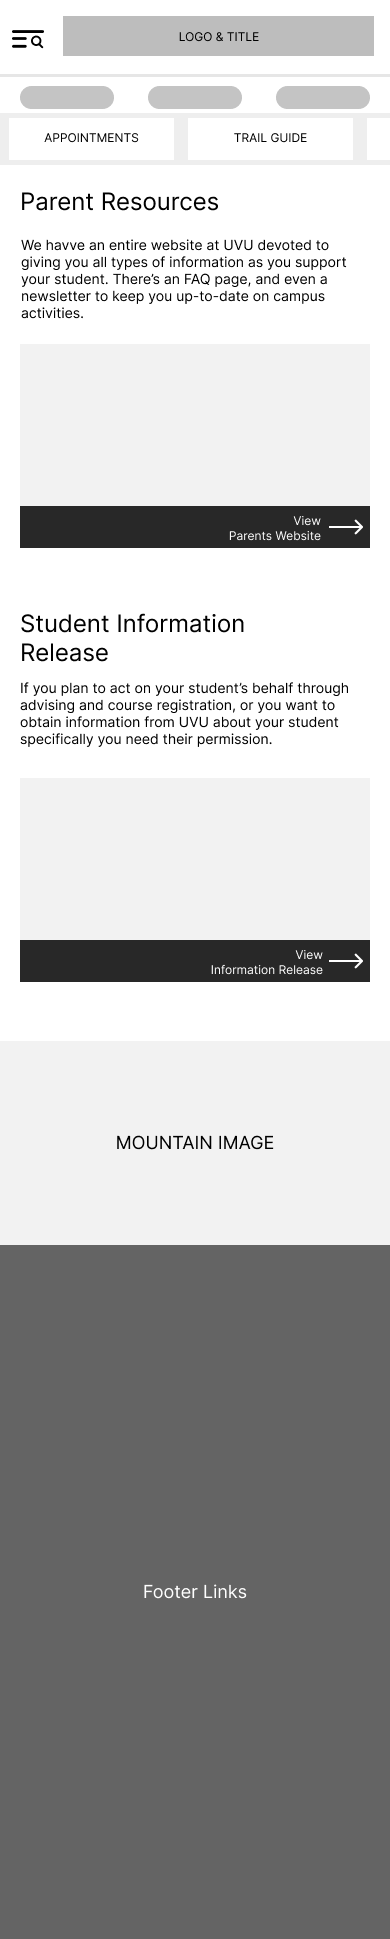 LOGO & TITLE
APPOINTMENTS
TRAIL GUIDE
Parent Resources
We havve an entire website at UVU devoted to
giving you all types of information as you support
your student. There’s an FAQ page, and even a
newsletter to keep you up-to-date on campus
activities.
View
Parents Website
Student Information
Release
If you plan to act on your student’s behalf through
advising and course registration, or you want to
obtain information from UVU about your student
specifically you need their permission.
View
Information Release
MOUNTAIN IMAGE
Footer Links